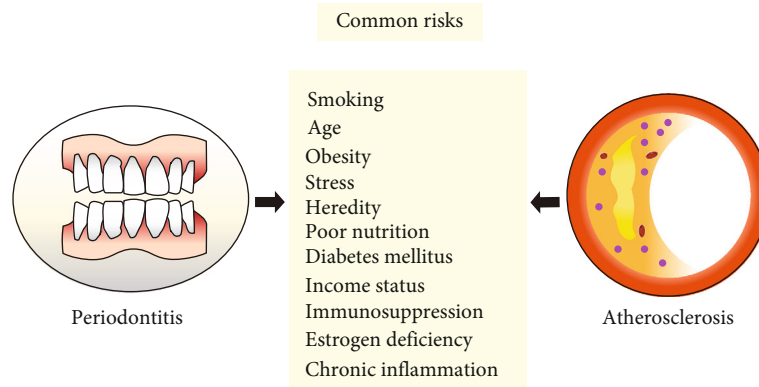 Common risks
Smoking
Age
Obesity
Stress
Heredity
Poor nutrition
Diabetes mellitus
Income status
Immunosuppression
Estrogen deficiency
Chronic inflammation
Periodontitis
Atherosclerosis